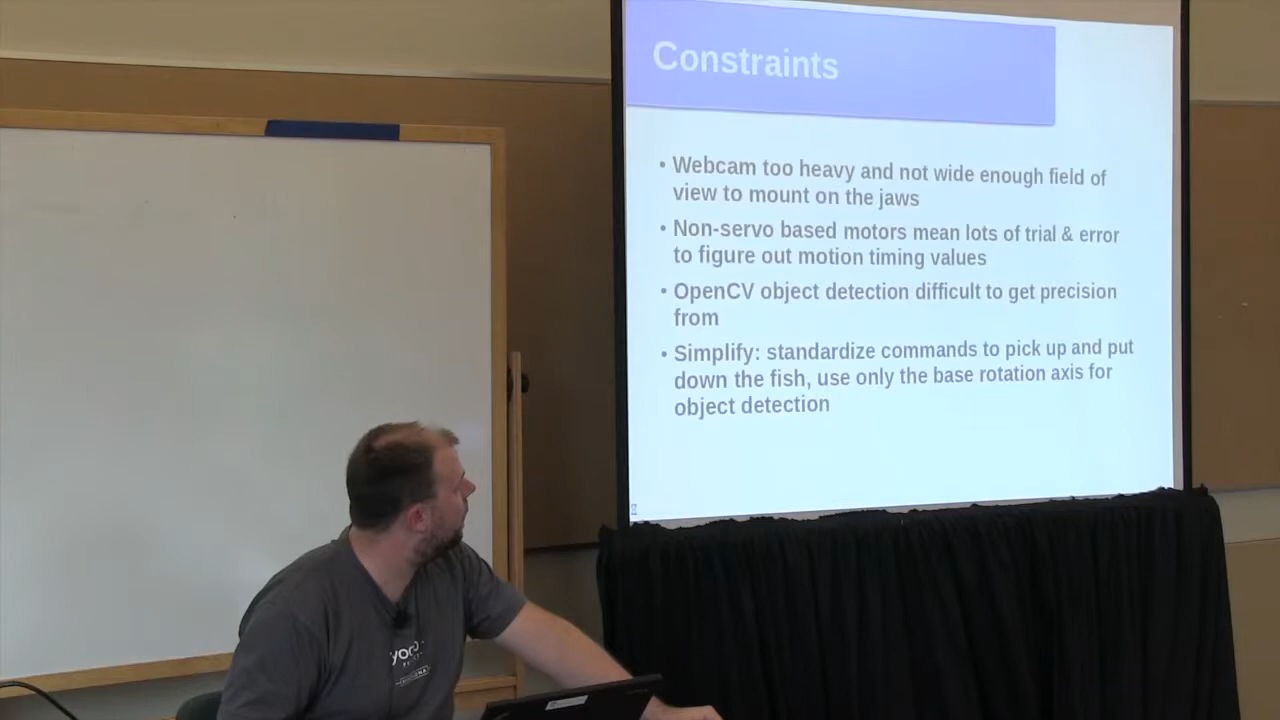 Constraints
• Webcam too heavy and not wide enough field of
view to mount on the jaws
• Non-servo based motors mean lots of trial & error
to figure out motion timing values
• OpenCV object detection difficult to get precision
from
• Simplify: standardize commands to pick up and put
down the fish, use only the base rotation axis for
object detection